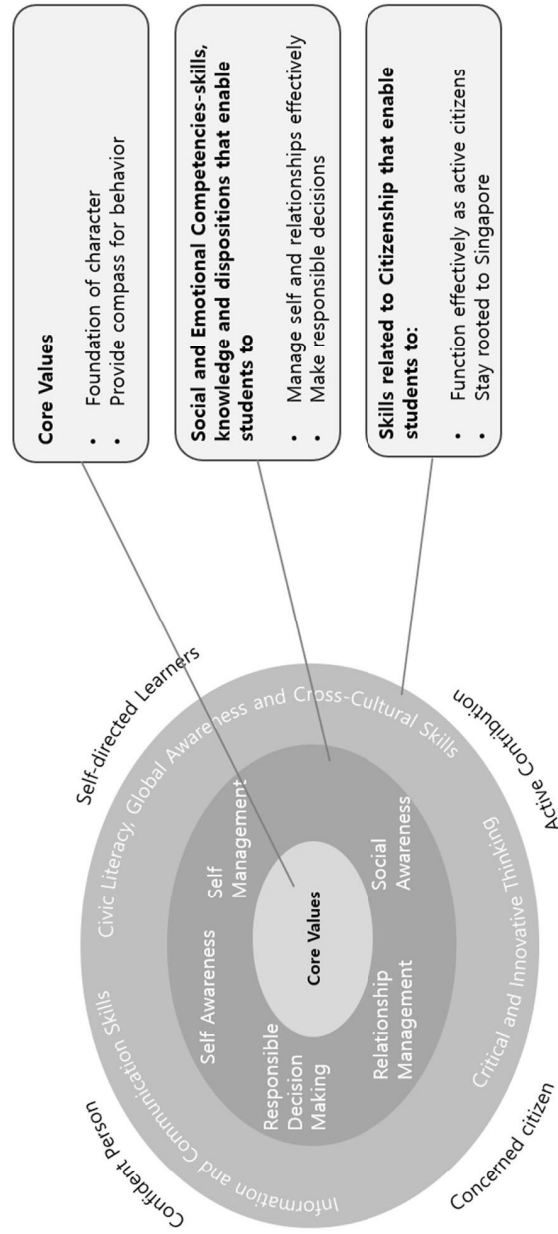 Confident Person
Self-directed Learners
Information and Communication Skills
Civic Literacy, Global Awareness and Cross-Cultural Skills
Self Awareness
Self
Management
Responsible
Decision
Making
Core Values
Relationship
Management
Social
Awareness
Critical and Innovative Thinking
Concerned citizen
Active Contribution
Core Values
• Foundation of character
• Provide compass for behavior
Social and Emotional Competencies-skills,
knowledge and dispositions that enable
students to
• Manage self and relationships effectively
• Make responsible decisions
Skills related to Citizenship that enable
students to:
• Function effectively as active citizens
• Stay rooted to Singapore